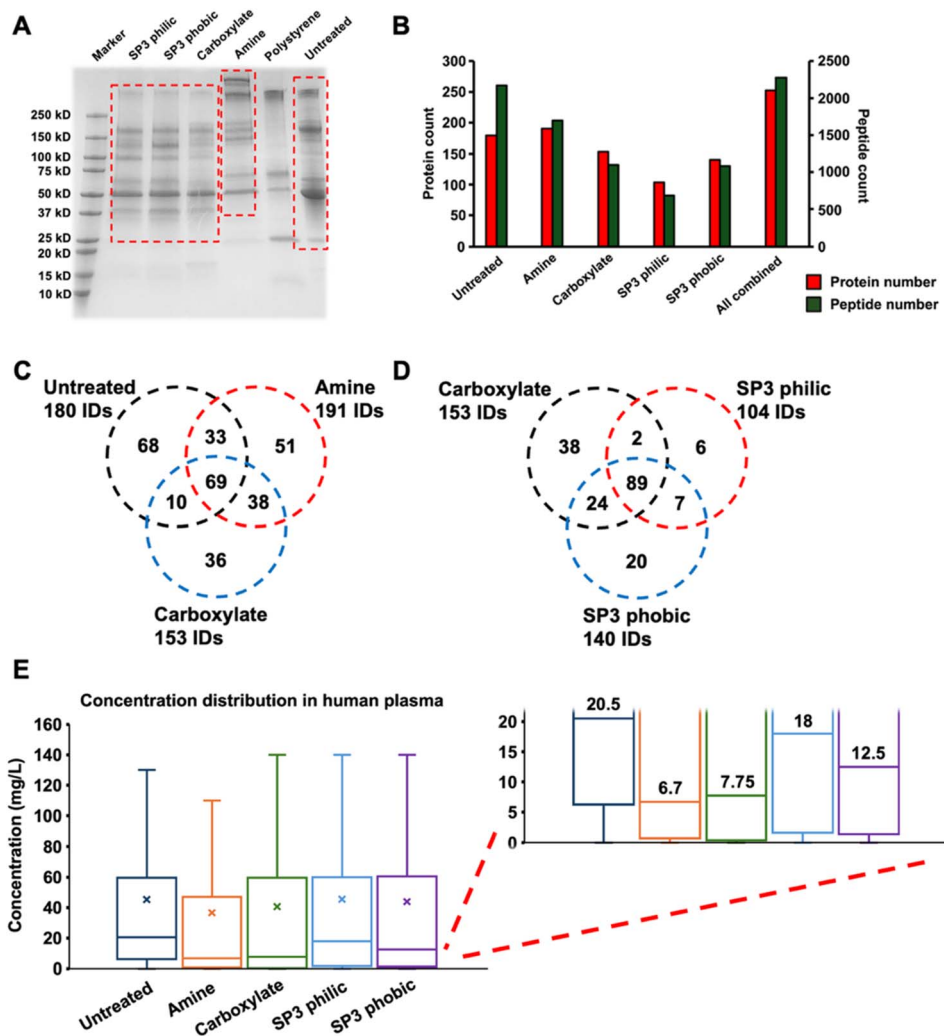 A
Marker
SP3 philic
SP3 phobic
Carboxylate
Amine
Polystyrene
Untreated
250 kD
150 kD
100 kD
75 kD
50 kD
37 kD
25 kD
20 kD
15 kD
10 kD
B
300
250
200
150
100
50
0
Protein count
2500
2000
1500
1000
500
0
Peptide count
Untreated
Amine
Carboxylate
SP3 philic
SP3 phobic
All combined
Protein number
Peptide number
C
Untreated
180 IDs
Amine
191 IDs
68
33
51
69
10
38
36
Carboxylate
153 IDs
D
Carboxylate
153 IDs
SP3 philic
104 IDs
38
2
6
89
24
7
20
SP3 phobic
140 IDs
E
Concentration distribution in human plasma
Concentration (mg/L)
160
140
120
100
80
60
40
20
0
Untreated
Amine
Carboxylate
SP3 philic
SP3 phobic
20
15
10
5
0
20.5
6.7
7.75
18
12.5